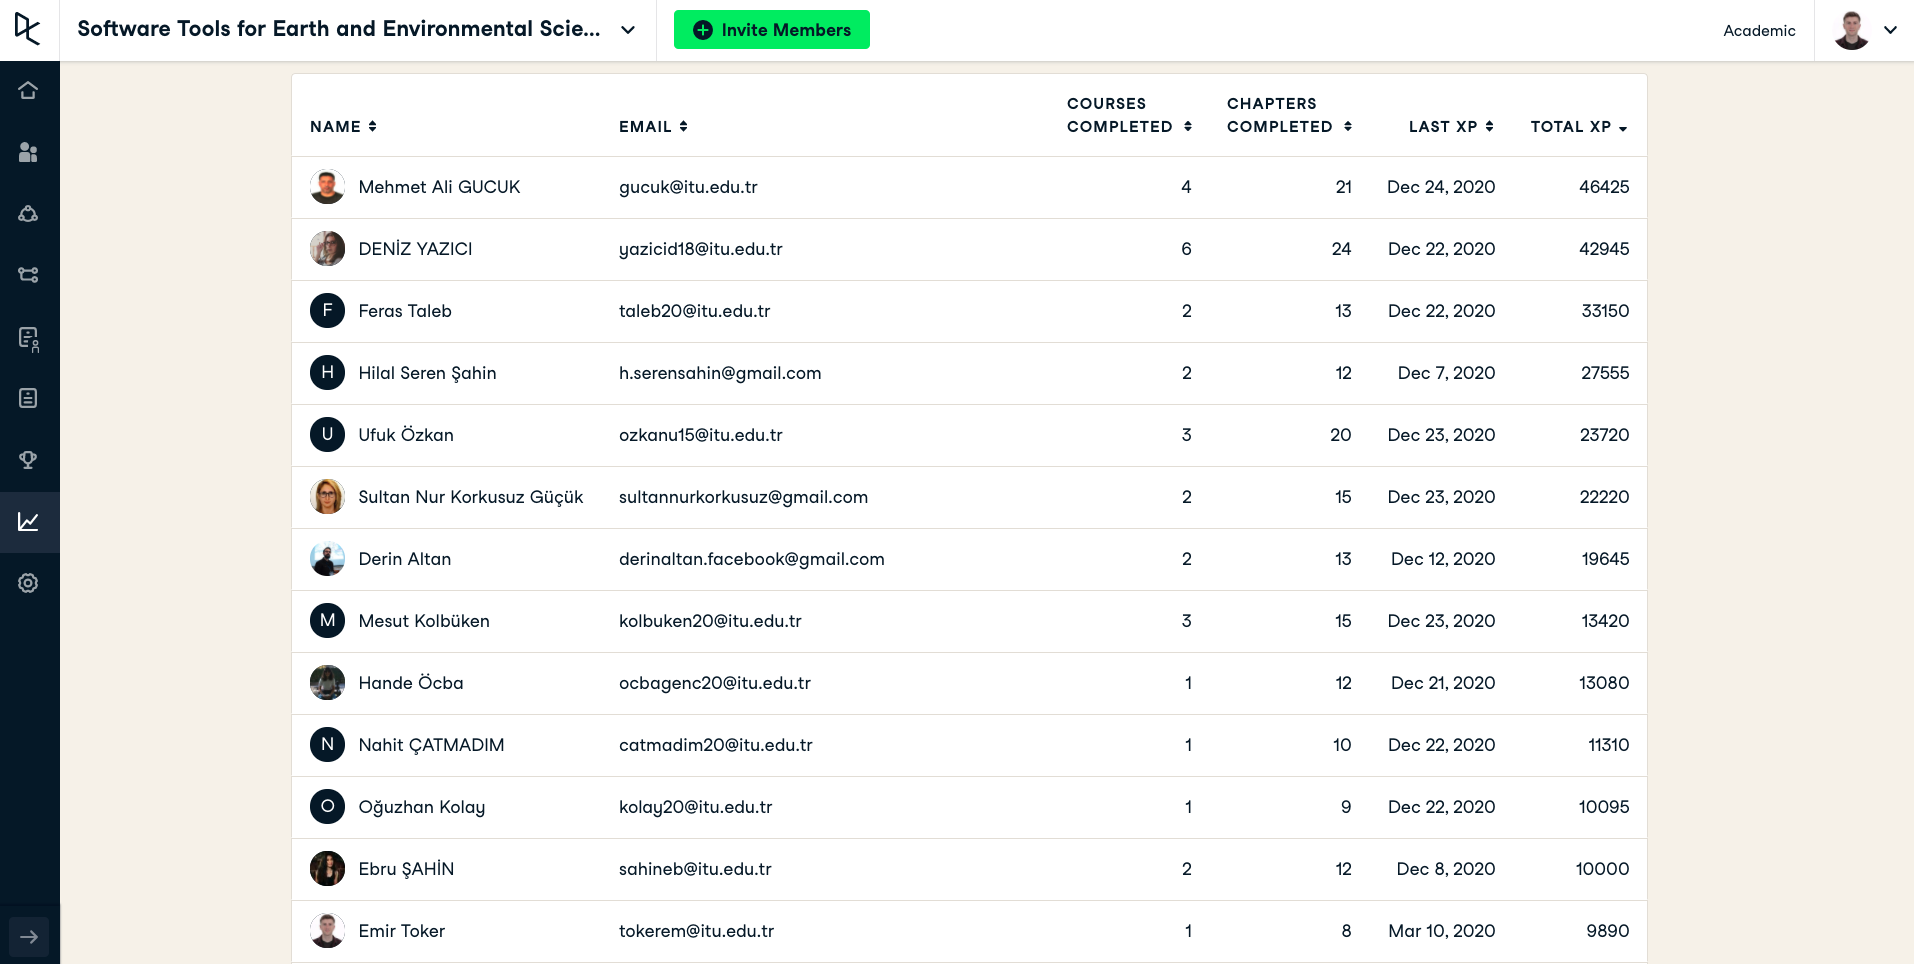 Software Tools for Earth and Environmental Scie...
Invite Members
Academic
NAME
EMAIL
COURSES COMPLETED
CHAPTERS COMPLETED
LAST XP
TOTAL XP
Mehmet Ali GUCUK gucuk@itu.edu.tr 4 21 Dec 24, 2020 46425
DENİZ YAZICI yazicid18@itu.edu.tr 6 24 Dec 22, 2020 42945
F Feras Taleb taleb20@itu.edu.tr 2 13 Dec 22, 2020 33150
H Hilal Seren Şahin h.serensahin@gmail.com 2 12 Dec 7, 2020 27555
U Ufuk Özkan ozkanu15@itu.edu.tr 3 20 Dec 23, 2020 23720
Sultan Nur Korkusuz Güçük sultannurkorkusuz@gmail.com 2 15 Dec 23, 2020 22220
Derin Altan derinaltan.facebook@gmail.com 2 13 Dec 12, 2020 19645
M Mesut Kolbüken kolbuken20@itu.edu.tr 3 15 Dec 23, 2020 13420
Hande Öcba ocbagenc20@itu.edu.tr 1 12 Dec 21, 2020 13080
N Nahit ÇATMADIM catmadim20@itu.edu.tr 1 10 Dec 22, 2020 11310
O Oğuzhan Kolay kolay20@itu.edu.tr 1 9 Dec 22, 2020 10095
Ebru ŞAHİN sahineb@itu.edu.tr 2 12 Dec 8, 2020 10000
Emir Toker tokerem@itu.edu.tr 1 8 Mar 10, 2020 9890